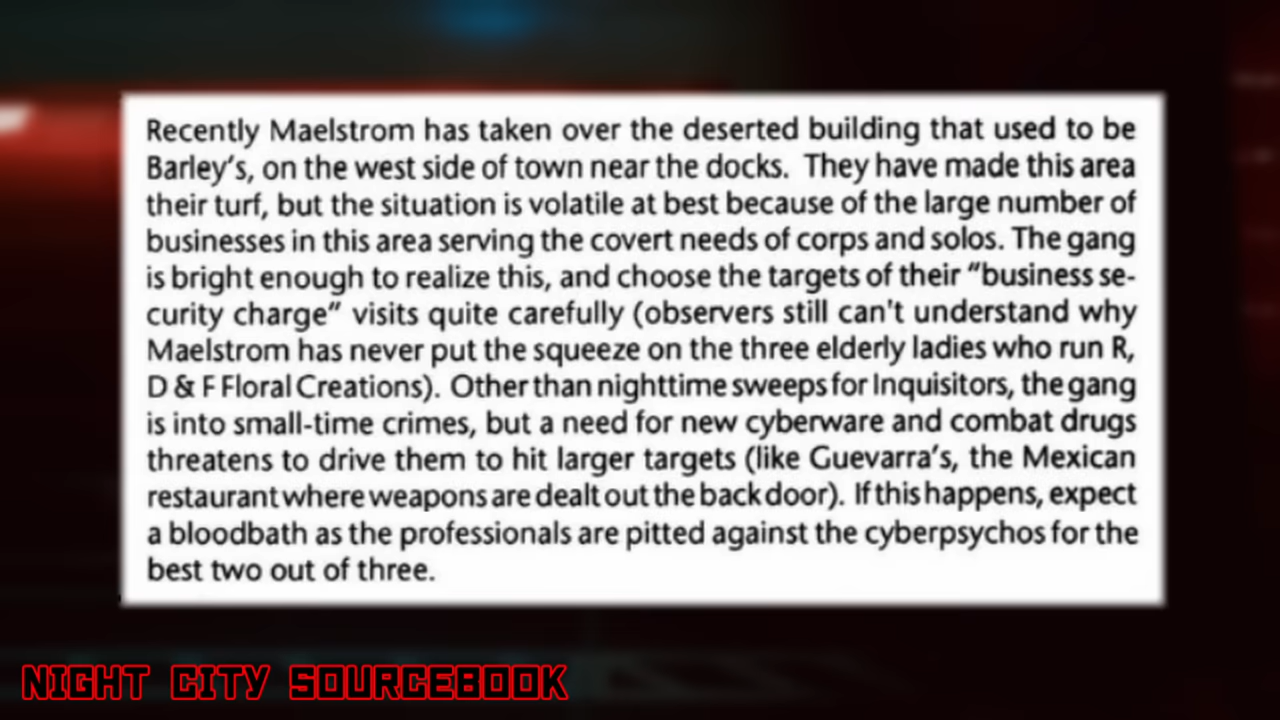 Recently Maelstrom has taken over the deserted building that used to be
Barley's, on the west side of town near the docks. They have made this area
their turf, but the situation is volatile at best because of the large number of
businesses in this area serving the covert needs of corps and solos. The gang
is bright enough to realize this, and choose the targets of their "business se-
curity charge" visits quite carefully (observers still can't understand why
Maelstrom has never put the squeeze on the three elderly ladies who run R,
D & F Floral Creations). Other than nighttime sweeps for Inquisitors, the gang
is into small-time crimes, but a need for new cyberware and combat drugs
threatens to drive them to hit larger targets (like Guevarra's, the Mexican
restaurant where weapons are dealt out the back door). If this happens, expect
a bloodbath as the professionals are pitted against the cyberpsychos for the
best two out of three.
NIGHT CITY SOURCEBOOK